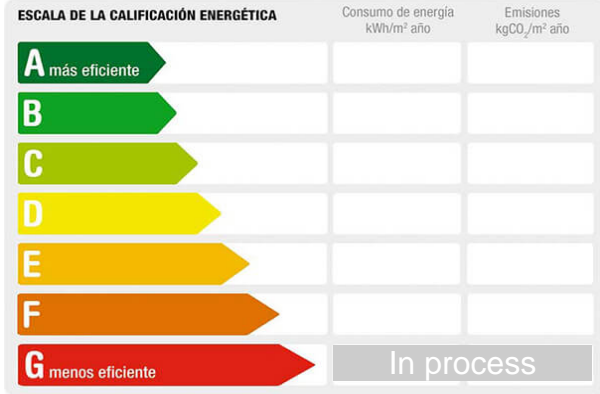 ESCALA DE LA CALIFICACIÓN ENERGÉTICA
Consumo de energía
kWh/m² año
Emisiones
kgCO₂/m² año
A más eficiente
B
C
D
E
F
G menos eficiente
In process